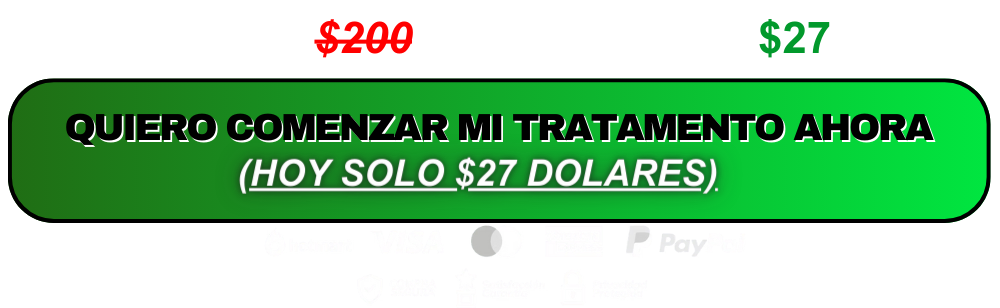 $200 $27
QUIERO COMENZAR MI TRATAMENTO AHORA
(HOY SOLO $27 DOLARES)
VISA PayPal